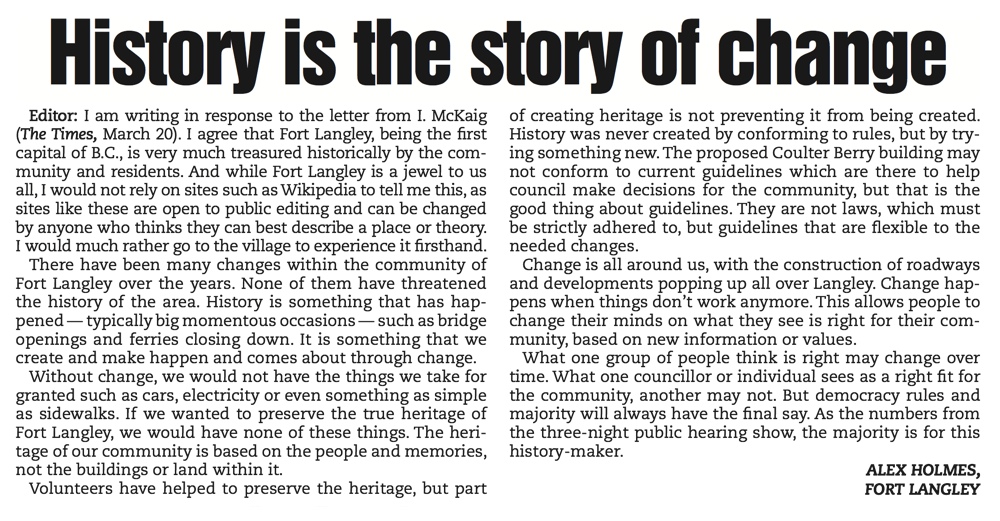 History is the story of change
Editor: I am writing in response to the letter from I. McKaig
(The Times, March 20). I agree that Fort Langley, being the first
capital of B.C., is very much treasured historically by the com-
munity and residents. And while Fort Langley is a jewel to us
all, I would not rely on sites such as Wikipedia to tell me this, as
sites like these are open to public editing and can be changed
by anyone who thinks they can best describe a place or theory.
I would much rather go to the village to experience it firsthand.
There have been many changes within the community of
Fort Langley over the years. None of them have threatened
the history of the area. History is something that has hap-
pened — typically big momentous occasions — such as bridge
openings and ferries closing down. It is something that we
create and make happen and comes about through change.
Without change, we would not have the things we take for
granted such as cars, electricity or even something as simple
as sidewalks. If we wanted to preserve the true heritage of
Fort Langley, we would have none of these things. The heri-
tage of our community is based on the people and memories,
not the buildings or land within it.
Volunteers have helped to preserve the heritage, but part
of creating heritage is not preventing it from being created.
History was never created by conforming to rules, but by try-
ing something new. The proposed Coulter Berry building may
not conform to current guidelines which are there to help
council make decisions for the community, but that is the
good thing about guidelines. They are not laws, which must
be strictly adhered to, but guidelines that are flexible to the
needed changes.
Change is all around us, with the construction of roadways
and developments popping up all over Langley. Change hap-
pens when things don't work anymore. This allows people to
change their minds on what they see is right for their com-
munity, based on new information or values.
What one group of people think is right may change over
time. What one councillor or individual sees as a right fit for
the community, another may not. But democracy rules and
majority will always have the final say. As the numbers from
the three-night public hearing show, the majority is for this
history-maker.
ALEX HOLMES,
FORT LANGLEY